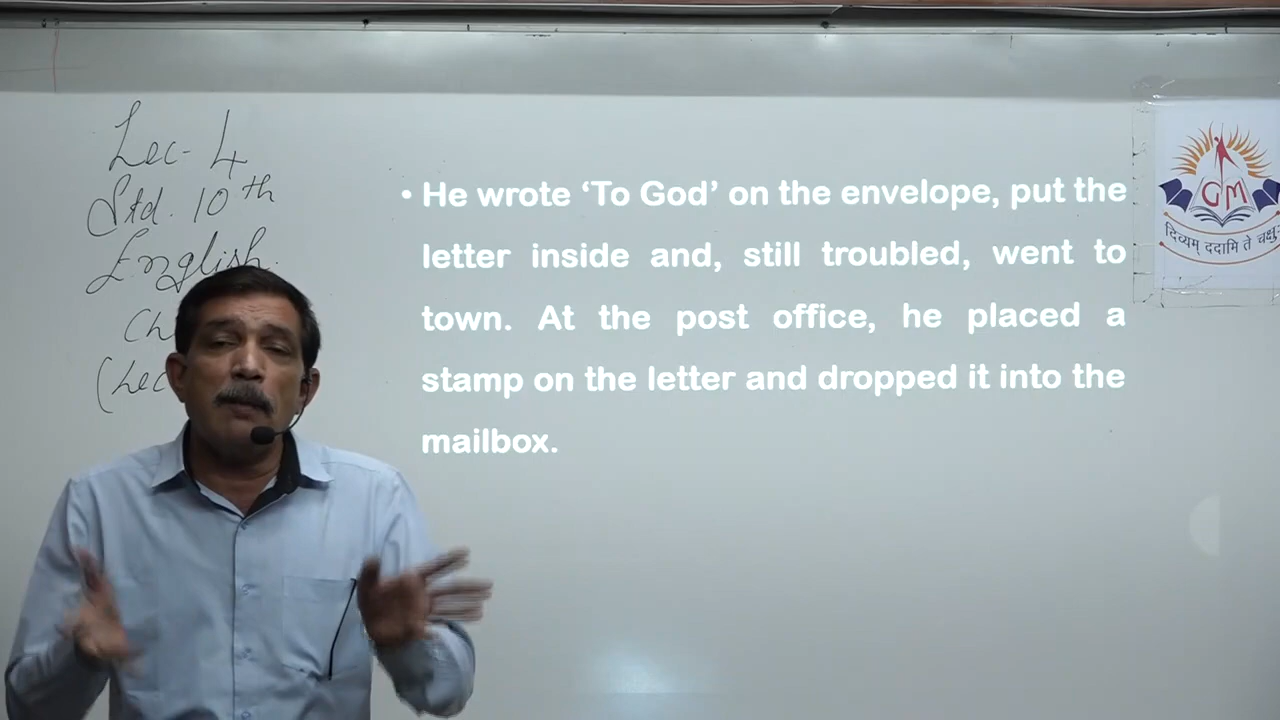 Lec- 4
Std. 10th
English
Ch
(Lec
• He wrote ‘To God’ on the envelope, put the
letter inside and, still troubled, went to
town. At the post office, he placed a
stamp on the letter and dropped it into the
mailbox.
GM
दिव्यम् ददामि ते चक्षु